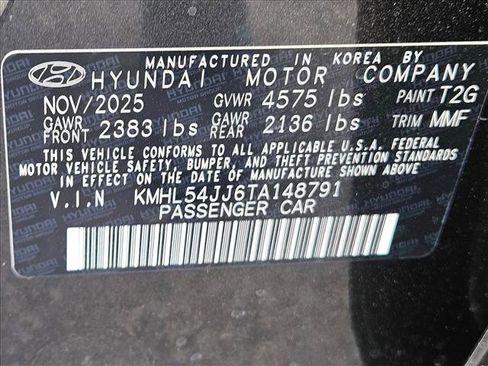 MANUFACTURED IN KOREA BY
HYUNDAI MOTOR COMPANY
NOV/2025 GVWR 4575 lbs PAINT T2G
GAWR FRONT 2383 lbs GAWR REAR 2136 lbs TRIM MMF
THIS VEHICLE CONFORMS TO ALL APPLICABLE U.S.A. FEDERAL
MOTOR VEHICLE SAFETY, BUMPER, AND THEFT PREVENTION STANDARDS
IN EFFECT ON THE DATE OF MANUFACTURE SHOWN ABOVE.
V.I.N KMHL54JJ6TA148791
PASSENGER CAR